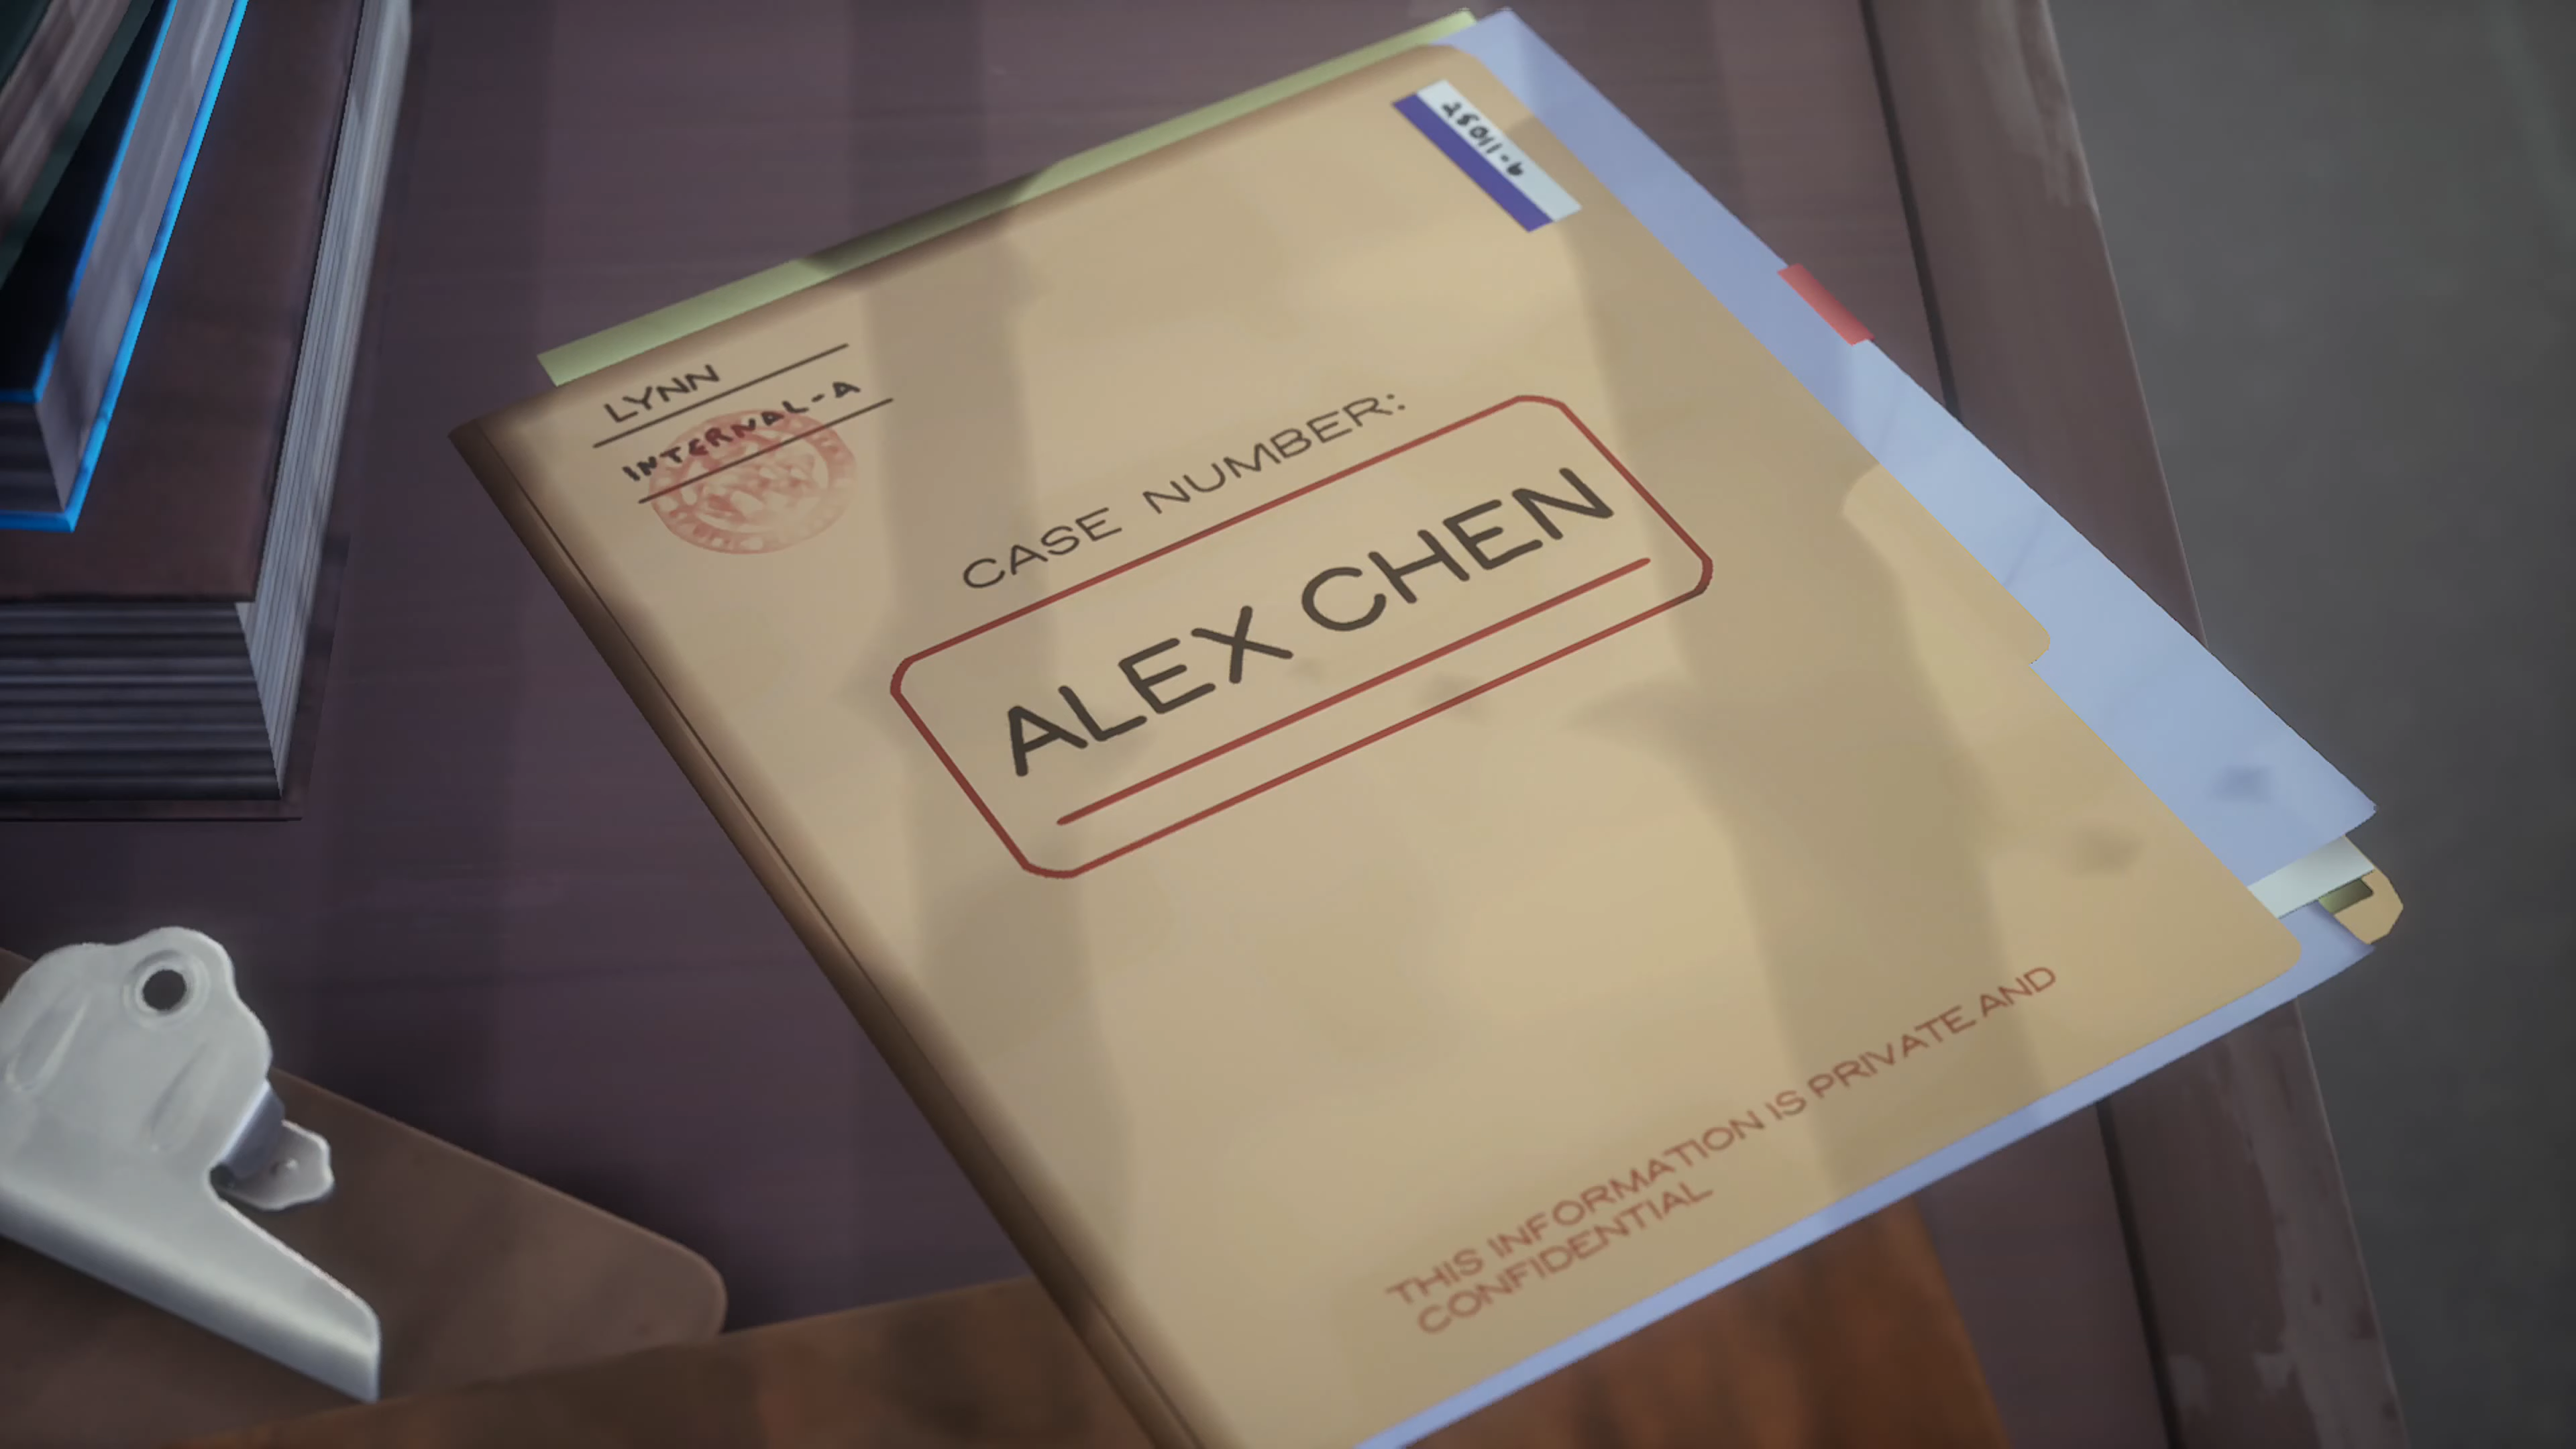 LYNN
INTERNAL-A
CASE NUMBER:
ALEX CHEN
THIS INFORMATION IS PRIVATE AND
CONFIDENTIAL